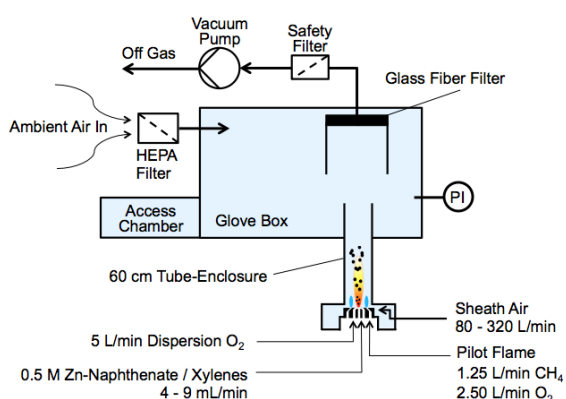 Vacuum
Pump
Safety
Filter
Off Gas
Glass Fiber Filter
Ambient Air In
HEPA
Filter
PI
Access
Chamber
Glove Box
60 cm Tube-Enclosure
Sheath Air
80 - 320 L/min
5 L/min Dispersion O₂
Pilot Flame
1.25 L/min CH₄
2.50 L/min O₂
0.5 M Zn-Naphthenate / Xylenes
4 - 9 mL/min